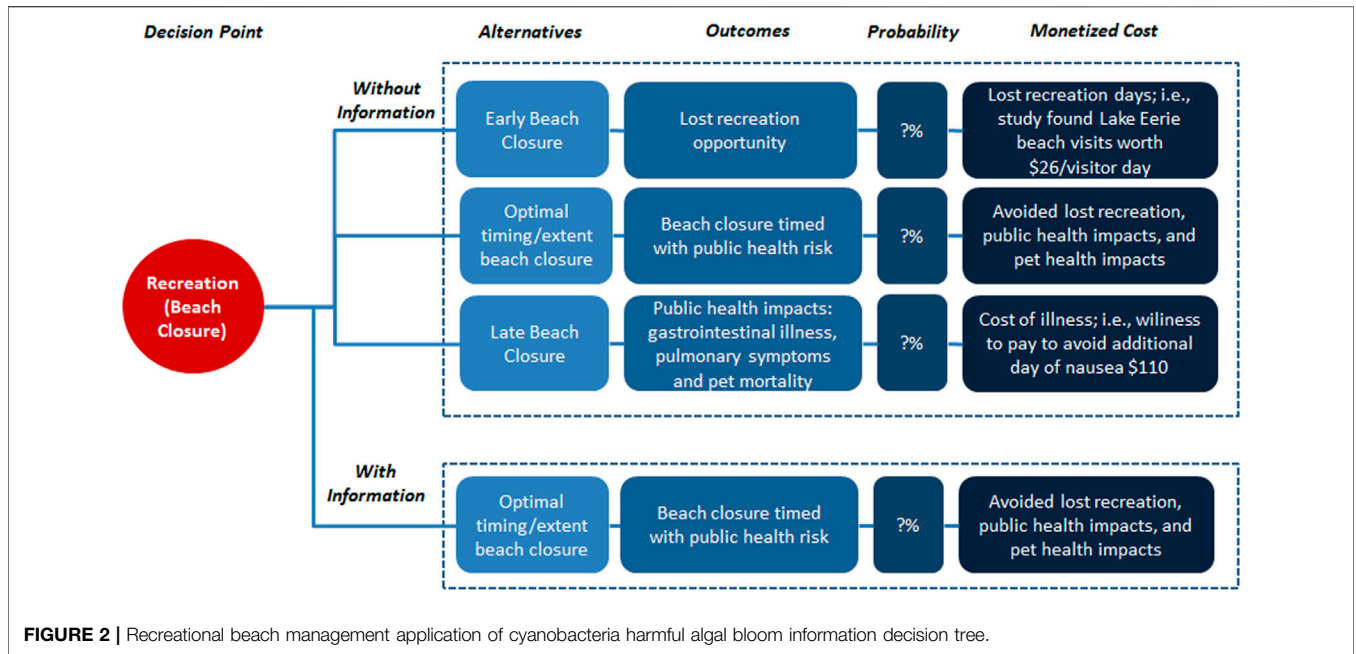 Decision Point
Alternatives
Outcomes
Probability
Monetized Cost
Without
Information
Early Beach
Closure
Lost recreation
opportunity
?%
Lost recreation days; i.e.,
study found Lake Eerie
beach visits worth
$26/visitor day
Optimal
timing/extent
beach closure
Beach closure timed
with public health risk
?%
Avoided lost recreation,
public health impacts, and
pet health impacts
Recreation
(Beach
Closure)
Late Beach
Closure
Public health impacts:
gastrointestinal illness,
pulmonary symptoms
and pet mortality
?%
Cost of illness; i.e., wiliness
to pay to avoid additional
day of nausea $110
With
Information
Optimal
timing/extent
beach closure
Beach closure timed
with public health risk
?%
Avoided lost recreation,
public health impacts, and
pet health impacts
FIGURE 2 | Recreational beach management application of cyanobacteria harmful algal bloom information decision tree.